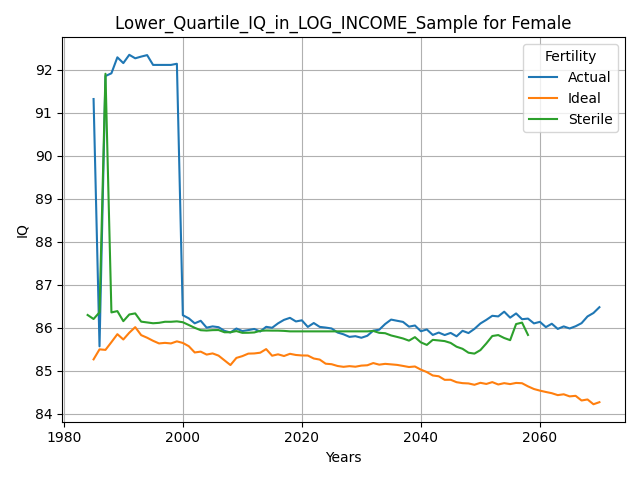 Lower_Quartile_IQ_in_LOG_INCOME_Sample for Female
Fertility
Actual
Ideal
Sterile
IQ
92
91
90
89
88
87
86
85
84
1980
2000
2020
2040
2060
Years